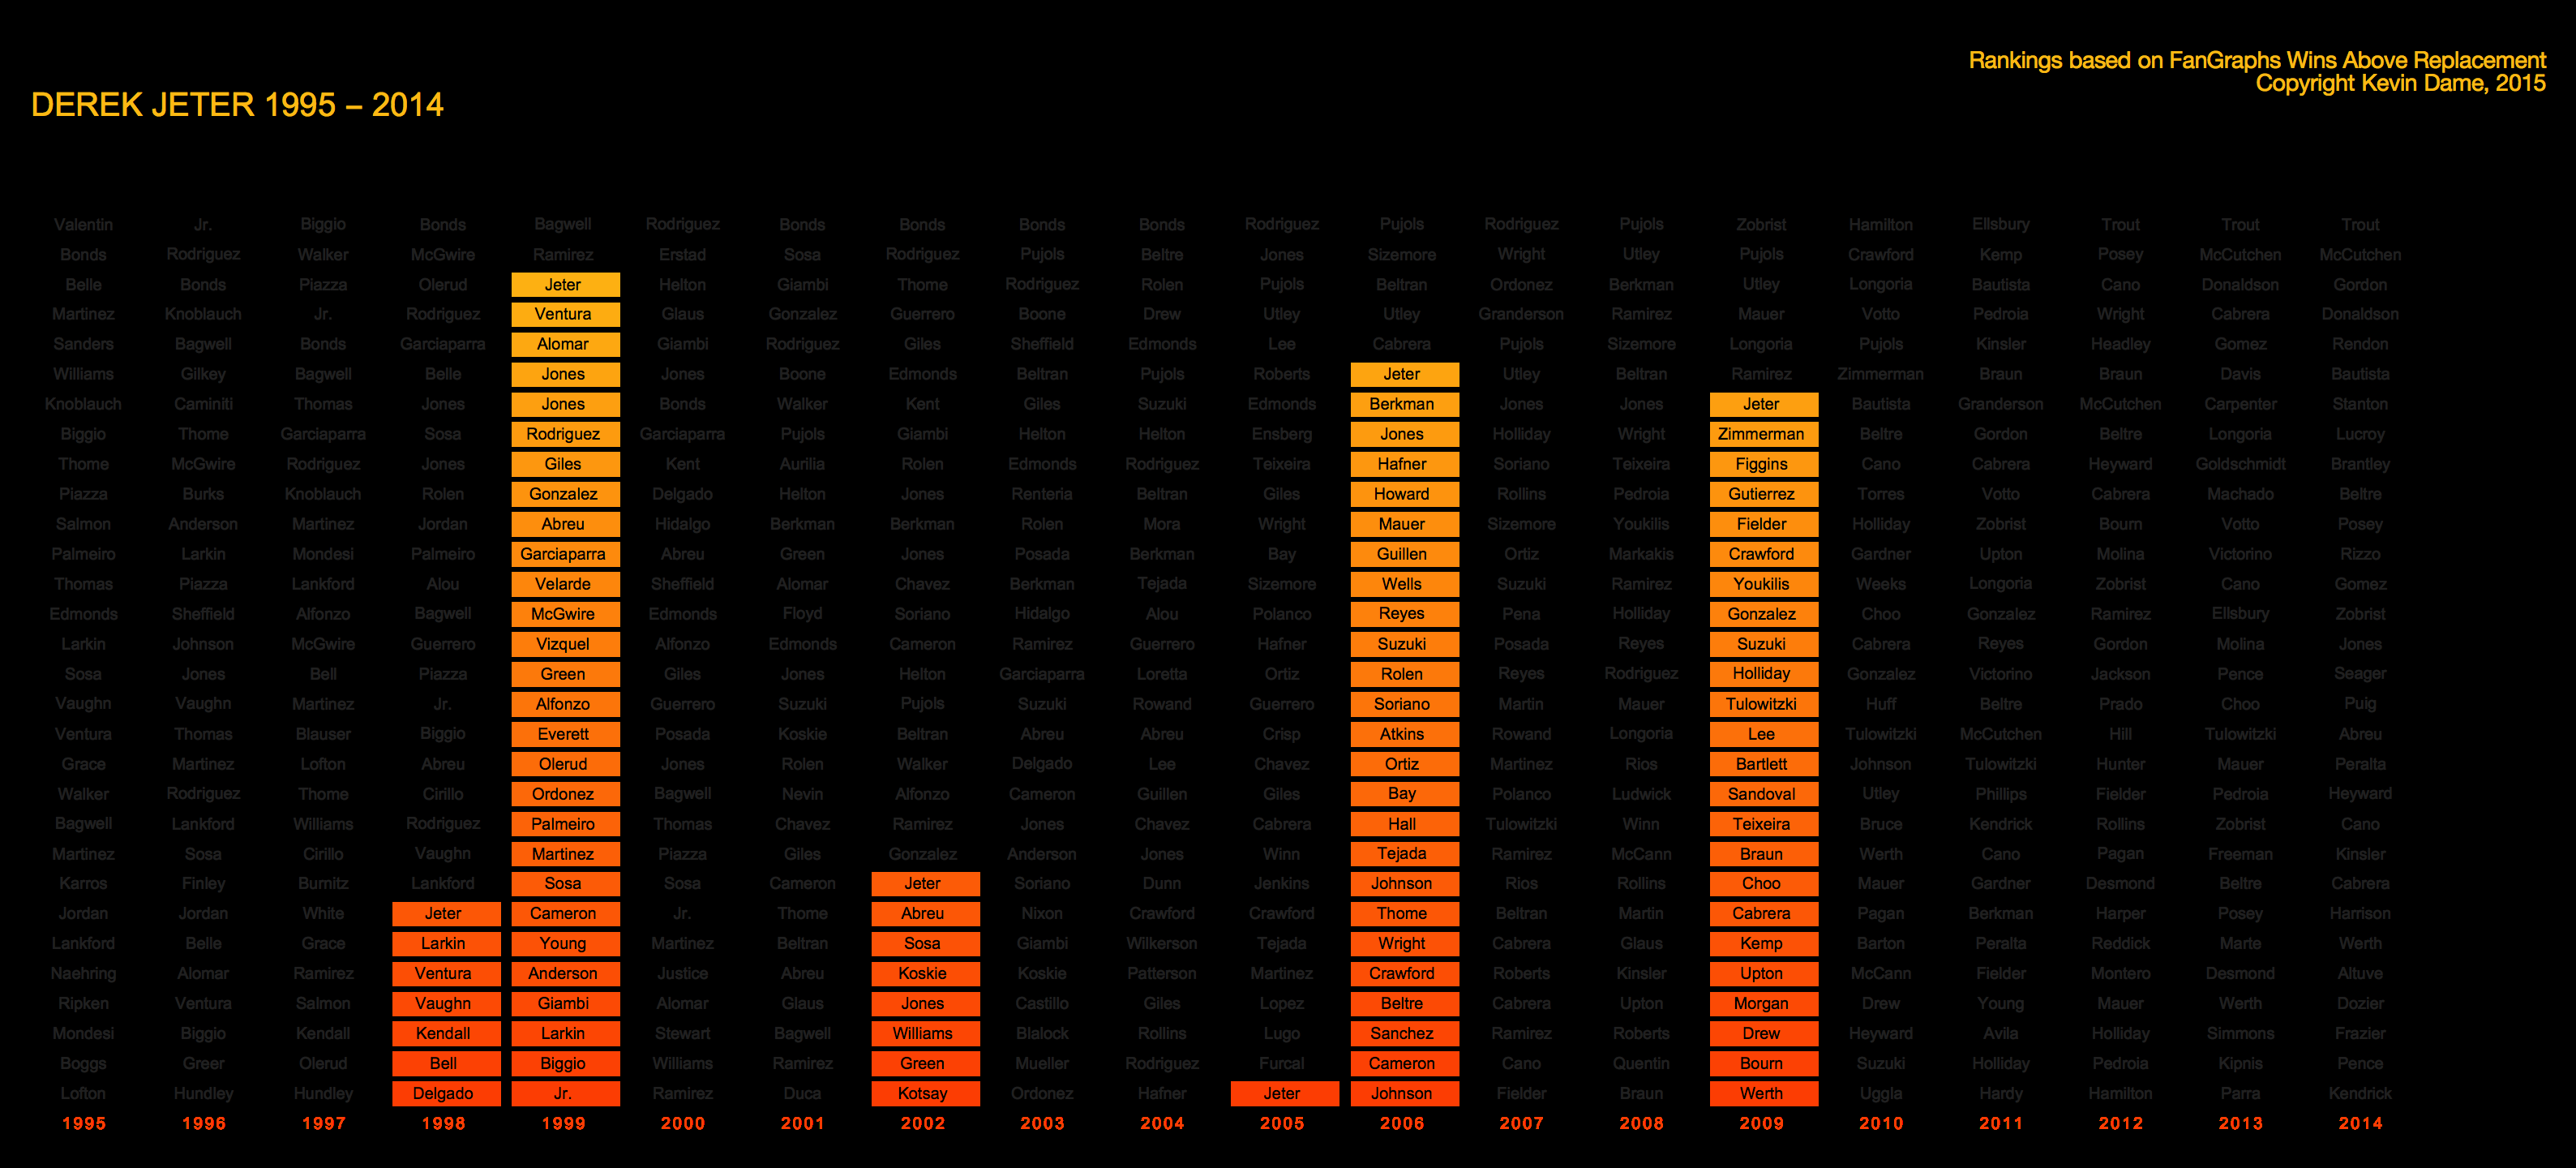 Rankings based on FanGraphs Wins Above Replacement
Copyright Kevin Dame, 2015
DEREK JETER 1995 – 2014
Valentin Jr. Biggio Bonds Bagwell Rodriguez Bonds Bonds Bonds Bonds Rodriguez Pujols Rodriguez Pujols Zobrist Hamilton Ellsbury Trout Trout Trout
Bonds Rodriguez Walker McGwire Ramirez Erstad Sosa Rodriguez Pujols Beltre Jones Sizemore Wright Utley Pujols Crawford Kemp Posey McCutchen McCutchen
Belle Bonds Piazza Olerud Jeter Helton Giambi Thome Rodriguez Rolen Pujols Beltran Ordonez Berkman Utley Longoria Bautista Cano Donaldson Gordon
Martinez Knoblauch Jr. Rodriguez Ventura Glaus Gonzalez Guerrero Boone Drew Utley Utley Granderson Ramirez Mauer Votto Pedroia Wright Cabrera Donaldson
Sanders Bagwell Bonds Garciaparra Alomar Giambi Rodriguez Giles Sheffield Edmonds Lee Cabrera Pujols Sizemore Longoria Pujols Kinsler Headley Gomez Rendon
Williams Gilkey Bagwell Belle Jones Jones Boone Edmonds Beltran Pujols Roberts Jeter Utley Beltran Ramirez Zimmerman Braun Braun Davis Bautista
Knoblauch Caminiti Thomas Jones Jones Bonds Walker Kent Giles Suzuki Edmonds Berkman Jones Jones Jeter Bautista Granderson McCutchen Carpenter Stanton
Biggio Thome Garciaparra Sosa Rodriguez Garciaparra Pujols Giambi Helton Helton Ensberg Jones Holliday Wright Zimmerman Beltre Gordon Beltre Longoria Lucroy
Thome McGwire Rodriguez Jones Giles Kent Aurilia Rolen Edmonds Rodriguez Teixeira Hafner Soriano Teixeira Figgins Cano Cabrera Heyward Goldschmidt Brantley
Piazza Burks Knoblauch Rolen Gonzalez Delgado Helton Jones Renteria Beltran Giles Howard Rollins Pedroia Gutierrez Torres Votto Cabrera Machado Beltre
Salmon Anderson Martinez Jordan Abreu Hidalgo Berkman Berkman Rolen Mora Wright Mauer Sizemore Youkilis Fielder Holliday Zobrist Bourn Votto Posey
Palmeiro Larkin Mondesi Palmeiro Garciaparra Abreu Green Jones Posada Berkman Bay Guillen Ortiz Markakis Crawford Gardner Upton Molina Victorino Rizzo
Thomas Piazza Lankford Alou Velarde Sheffield Alomar Chavez Berkman Tejada Sizemore Wells Suzuki Ramirez Youkilis Weeks Longoria Zobrist Cano Gomez
Edmonds Sheffield Alfonzo Bagwell McGwire Edmonds Floyd Soriano Hidalgo Alou Polanco Reyes Pena Holliday Gonzalez Choo Gonzalez Ramirez Ellsbury Zobrist
Larkin Johnson McGwire Guerrero Vizquel Alfonzo Edmonds Cameron Ramirez Guerrero Hafner Suzuki Posada Reyes Suzuki Cabrera Reyes Gordon Molina Jones
Sosa Jones Bell Piazza Green Giles Jones Helton Garciaparra Loretta Ortiz Rolen Reyes Rodriguez Holliday Gonzalez Victorino Jackson Pence Seager
Vaughn Vaughn Martinez Jr. Alfonzo Guerrero Suzuki Pujols Suzuki Rowand Guerrero Soriano Martin Mauer Tulowitzki Huff Beltre Prado Choo Puig
Ventura Thomas Blauser Biggio Everett Posada Koskie Beltran Abreu Abreu Crisp Atkins Rowand Longoria Lee Tulowitzki McCutchen Hill Tulowitzki Abreu
Grace Martinez Lofton Abreu Olerud Jones Rolen Walker Delgado Lee Chavez Ortiz Martinez Rios Bartlett Johnson Tulowitzki Hunter Mauer Peralta
Walker Rodriguez Thome Cirillo Ordonez Bagwell Nevin Alfonzo Cameron Guillen Giles Bay Polanco Ludwick Sandoval Utley Phillips Fielder Pedroia Heyward
Bagwell Lankford Williams Rodriguez Palmeiro Thomas Chavez Ramirez Jones Chavez Cabrera Hall Tulowitzki Winn Teixeira Bruce Kendrick Rollins Zobrist Cano
Martinez Sosa Cirillo Vaughn Martinez Piazza Giles Gonzalez Anderson Jones Winn Tejada Ramirez McCann Braun Werth Cano Pagan Freeman Kinsler
Karros Finley Burnitz Lankford Sosa Sosa Cameron Jeter Soriano Dunn Jenkins Johnson Rios Rollins Choo Mauer Gardner Desmond Beltre Cabrera
Jordan Jordan White Jeter Cameron Jr. Thome Abreu Nixon Crawford Crawford Thome Beltran Martin Cabrera Pagan Berkman Harper Posey Harrison
Lankford Belle Grace Larkin Young Martinez Beltran Sosa Giambi Wilkerson Tejada Wright Cabrera Glaus Kemp Barton Peralta Reddick Marte Werth
Naehring Alomar Ramirez Ventura Anderson Justice Abreu Koskie Koskie Patterson Martinez Crawford Roberts Kinsler Upton McCann Fielder Montero Desmond Altuve
Ripken Ventura Salmon Vaughn Giambi Alomar Glaus Jones Castillo Giles Lopez Beltre Cabrera Upton Morgan Drew Young Mauer Werth Dozier
Mondesi Biggio Kendall Kendall Larkin Stewart Bagwell Williams Blalock Rollins Lugo Sanchez Ramirez Roberts Drew Heyward Avila Holliday Simmons Frazier
Boggs Greer Olerud Bell Biggio Williams Ramirez Green Mueller Rodriguez Furcal Cameron Cano Quentin Bourn Suzuki Holliday Pedroia Kipnis Pence
Lofton Hundley Hundley Delgado Jr. Ramirez Duca Kotsay Ordonez Hafner Jeter Johnson Fielder Braun Werth Uggla Hardy Hamilton Parra Kendrick
1995 1996 1997 1998 1999 2000 2001 2002 2003 2004 2005 2006 2007 2008 2009 2010 2011 2012 2013 2014